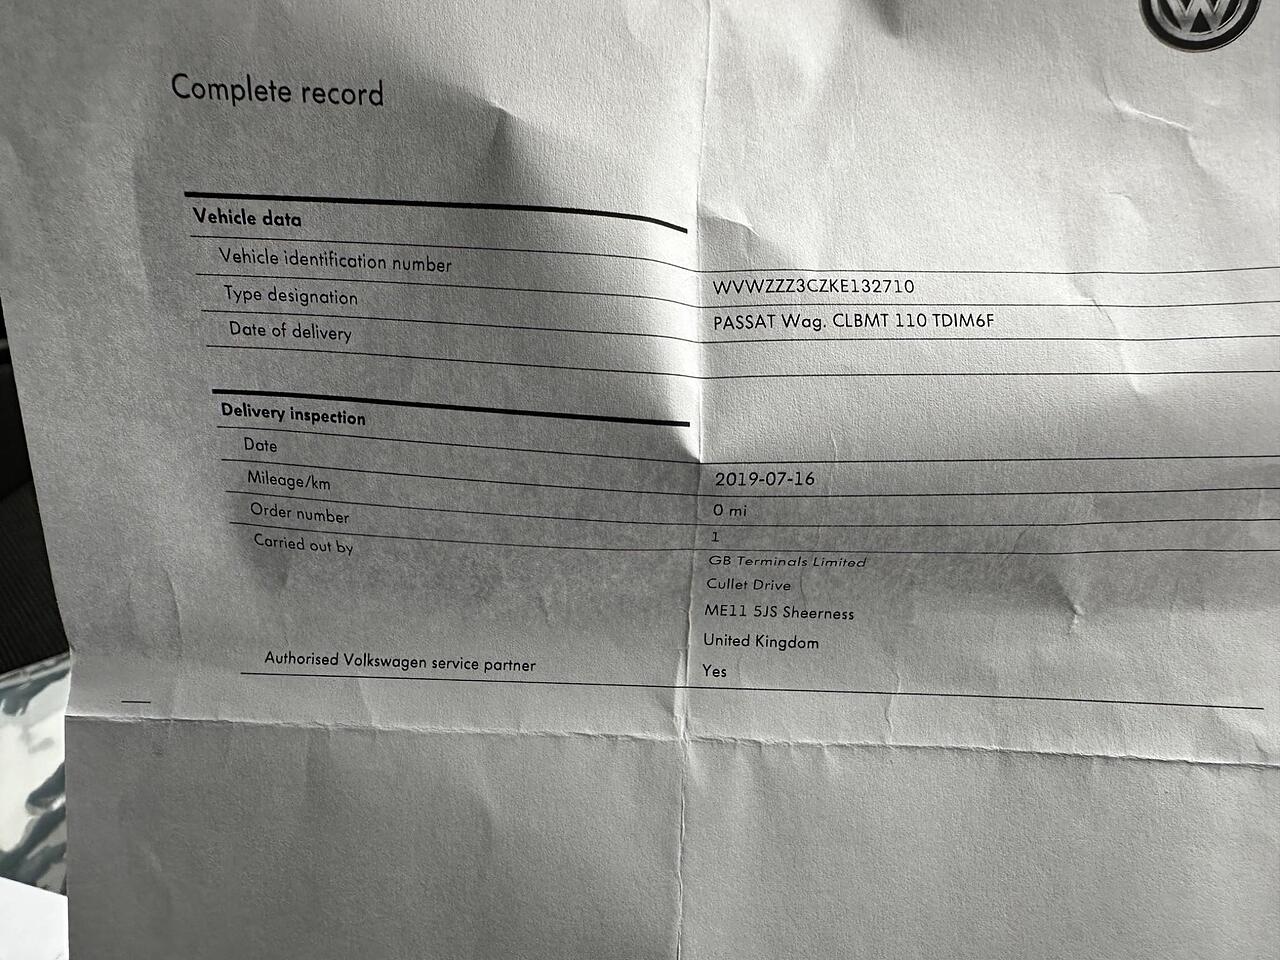 Complete record
Vehicle data
Vehicle identification number WVWZZZ3CZKE132710
Type designation PASSAT Wag. CLBMT 110 TDIM6F
Date of delivery
Delivery inspection
Date 2019-07-16
Mileage/km 0 mi
Order number 1
Carried out by GB Terminals Limited
Cullet Drive
ME11 5JS Sheerness
United Kingdom
Authorised Volkswagen service partner Yes